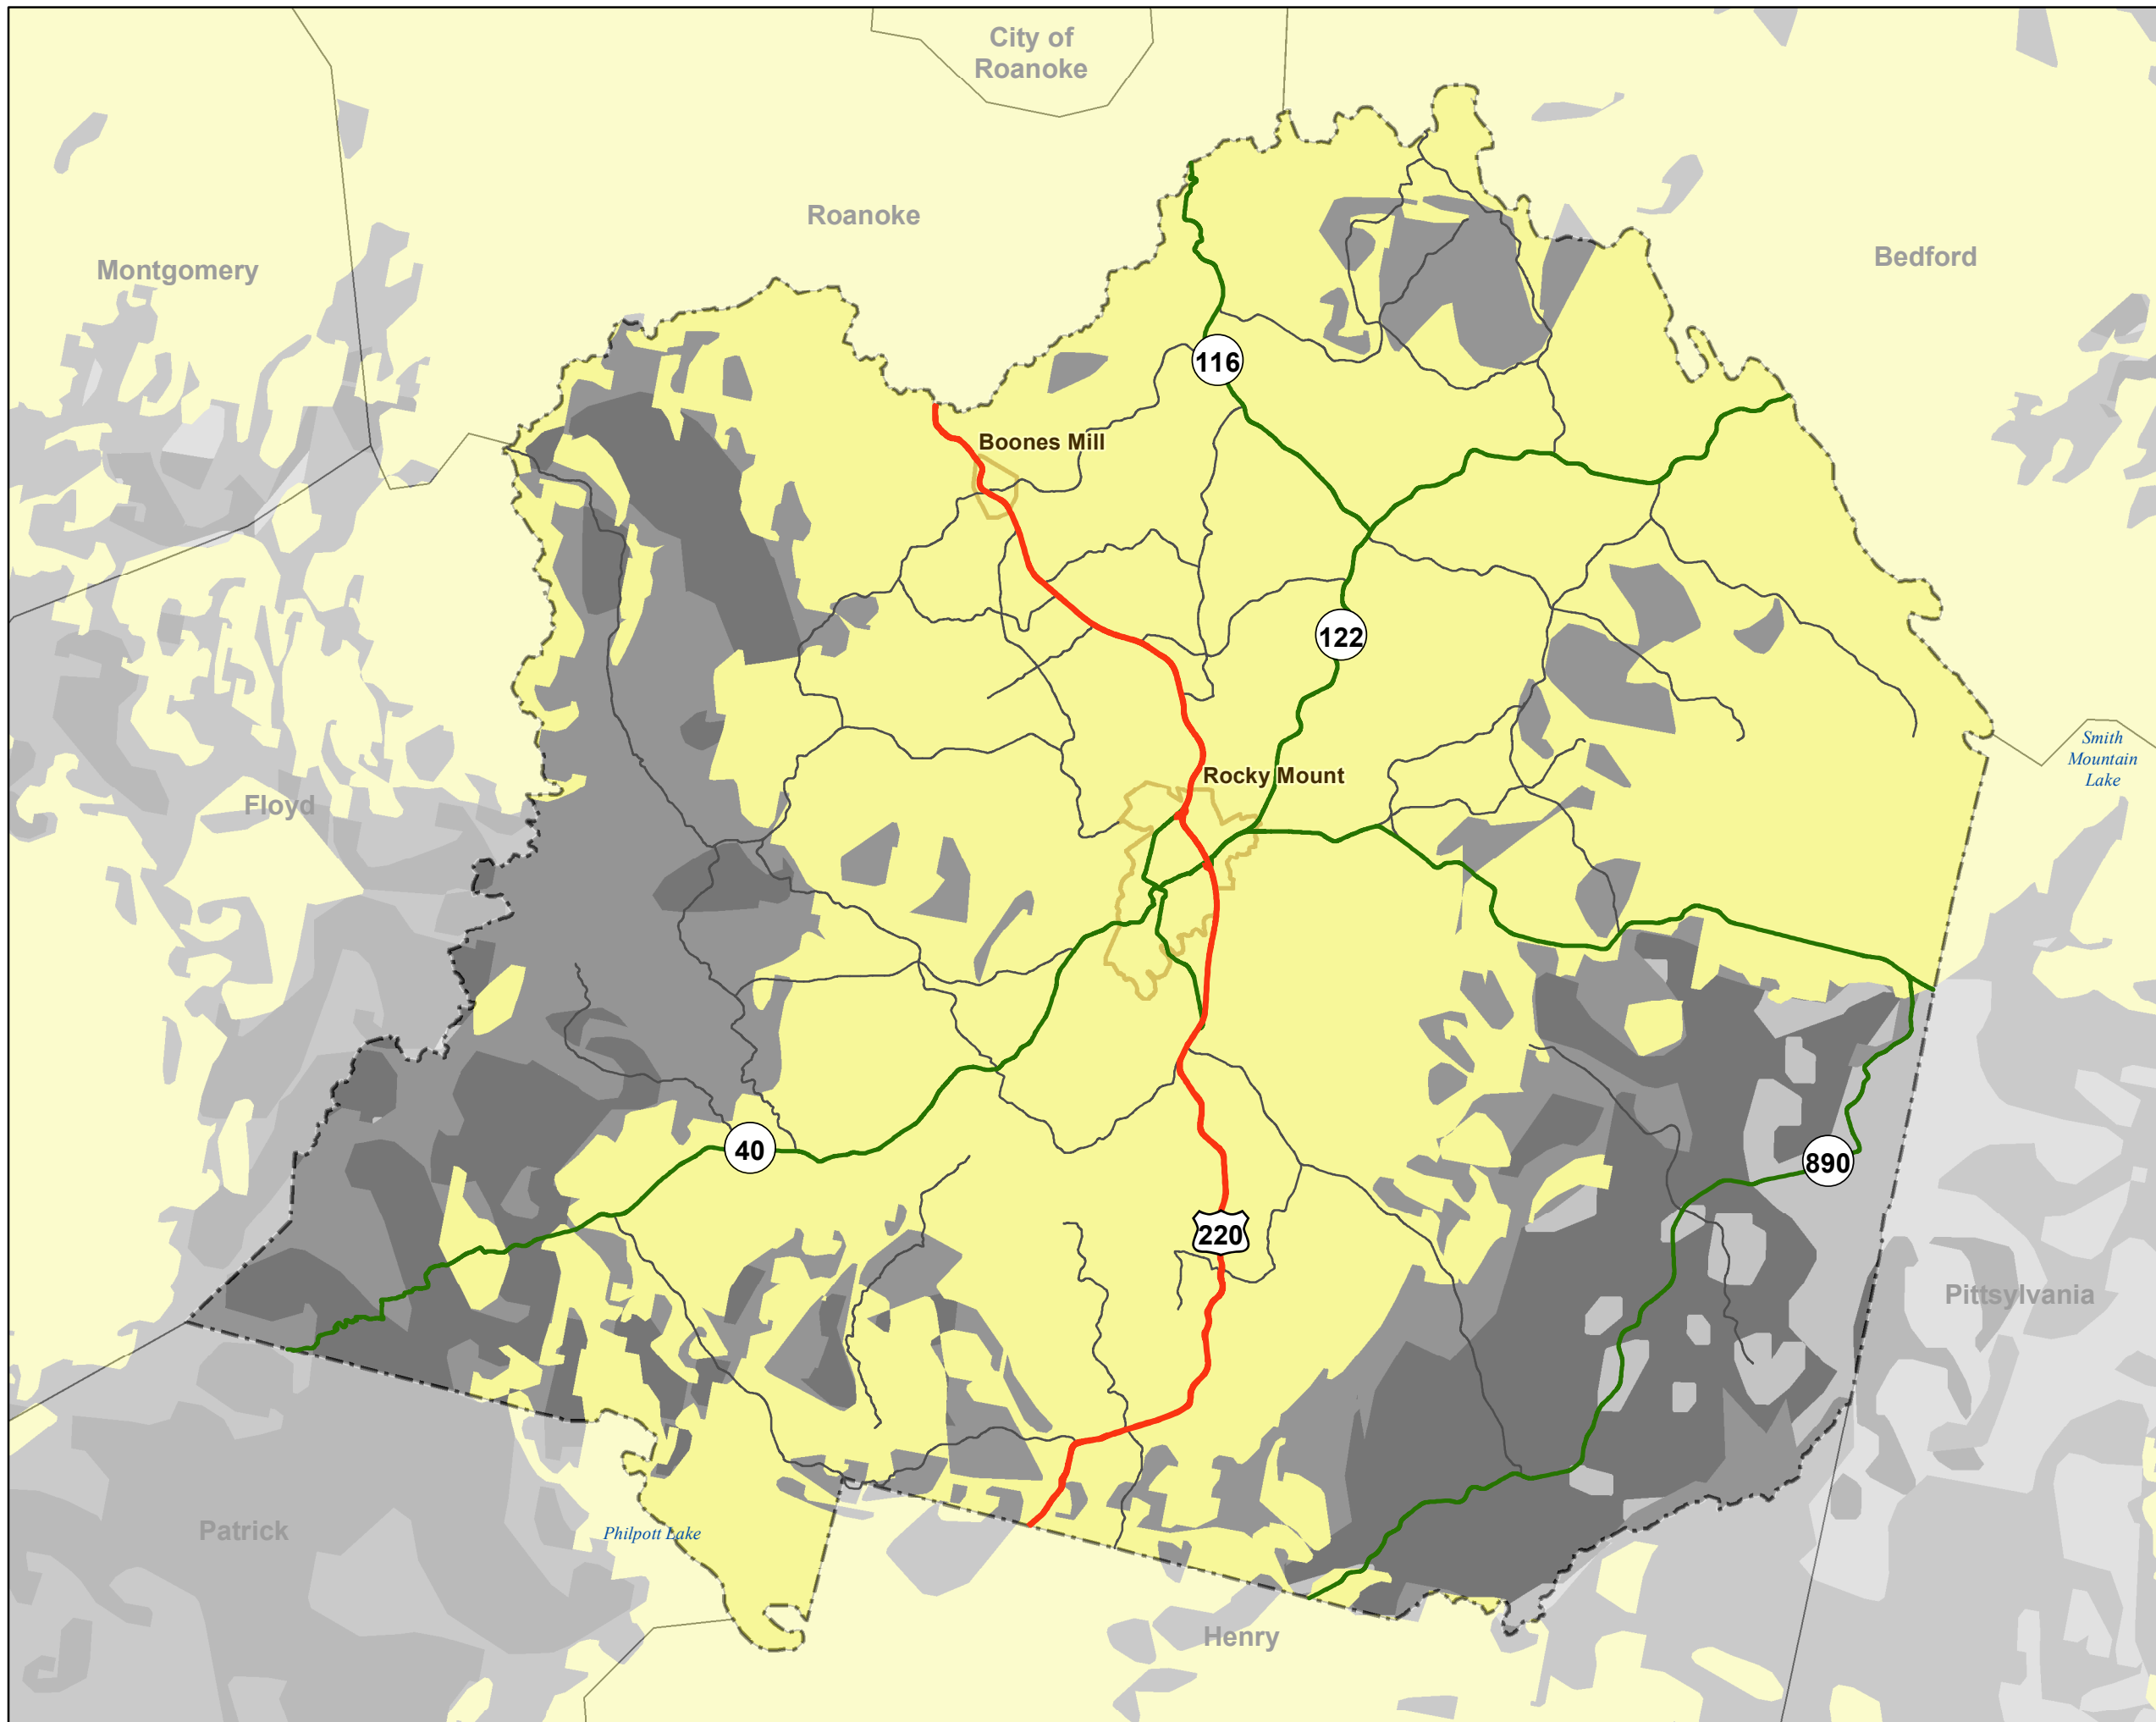 City of
Roanoke
Roanoke
Bedford
Montgomery
116
Boones Mill
122
Smith
Mountain
Lake
Rocky Mount
Floyd
40
890
220
Pittsylvania
Patrick
Philpott Lake
Henry